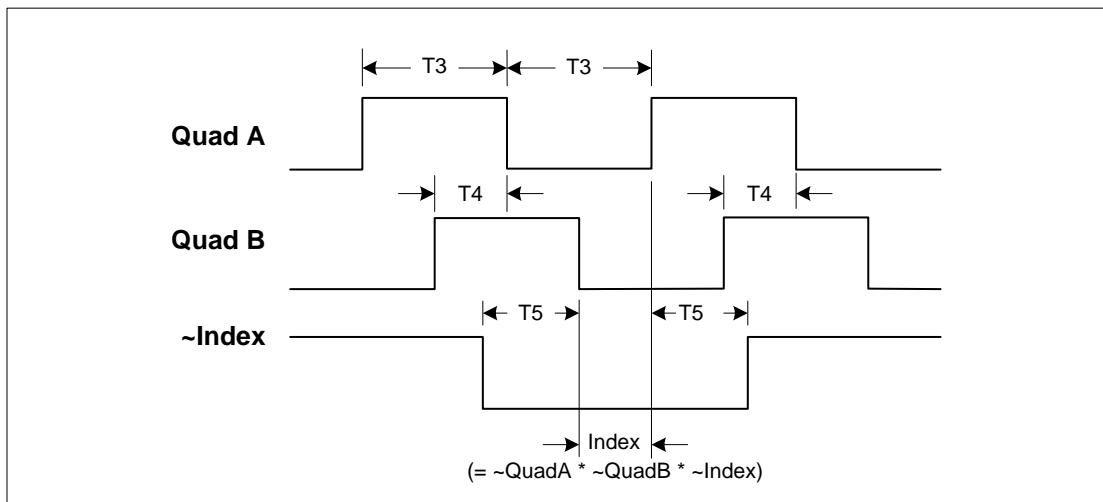 T3 T3
Quad A
T4 T4
Quad B
T5 T5
~Index
Index
(= ~QuadA * ~QuadB * ~Index)